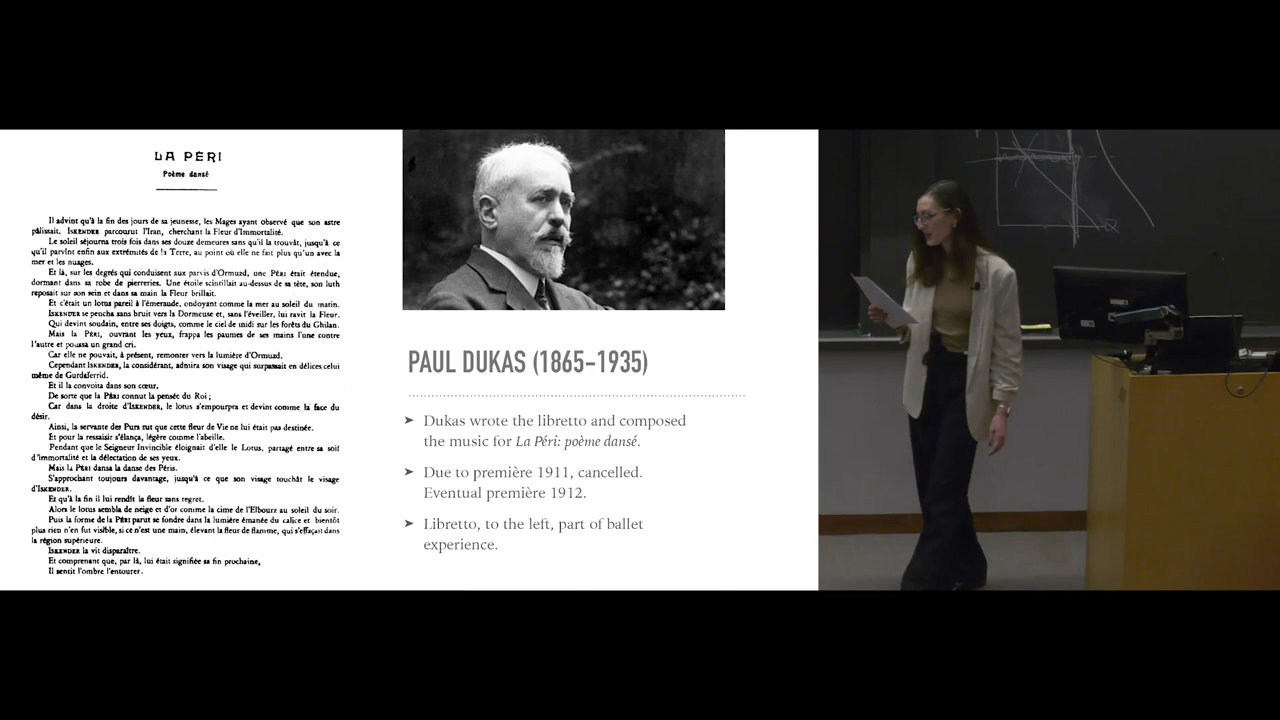 LA PÉRI
Poème dansé
Il advint qu'à la fin des jours de sa jeunesse, les Mages ayant observé que son astre
pâlissait, ISKENDER parcourut l'Iran, cherchant la Fleur d'Immortalité.
Le soleil séjourna trois fois dans ses douze demeures sans qu'il la trouvât, jusqu'à ce
qu'il parvînt enfin aux extrémités de la Terre, au point où elle ne fait plus qu'un avec la
mer et les nuages.
Et là, sur les degrés qui conduisent aux parvis d'Ormuzd, une PÉRI était étendue,
dormant dans sa robe de pierreries. Une étoile scintillait au-dessus de sa tête, son luth
reposait sur son sein et dans sa main la Fleur brillait.
Et c'était un lotus pareil à l'émeraude, ondoyant comme la mer au soleil du matin.
ISKENDER se pencha sans bruit vers la Dormeuse et, sans l'éveiller, lui ravit la Fleur.
Qui devint soudain, entre ses doigts, comme le ciel de midi sur les forêts du Ghilan.
Mais la PÉRI, ouvrant les yeux, frappa les paumes de ses mains l'une contre
l'autre et poussa un grand cri.
Car elle ne pouvait, à présent, remonter vers la lumière d'Ormuzd.
Cependant ISKENDER, la considérant, admira son visage qui surpassait en délices celui
même de Gurdaferrid.
Et il la convoita dans son cœur.
De sorte que la PÉRI connut la pensée du Roi ;
Car dans la droite d'ISKENDER, le lotus s'empourpra et devint comme la face du
désir.
Ainsi, la servante des Purs sut que cette fleur de Vie ne lui était pas destinée.
Et pour la ressaisir s'élança, légère comme l'abeille.
Pendant que le Seigneur Invincible éloignait d'elle le Lotus, partagé entre sa soif
d'immortalité et la délectation de ses yeux.
Mais la PÉRI dansa la danse des Péris.
S'approchant toujours davantage, jusqu'à ce que son visage touchât le visage
d'ISKENDER.
Et qu'à la fin il lui rendît la fleur sans regret.
Alors le lotus sembla de neige et d'or comme la cime de l'Elbourz au soleil du soir.
Puis la forme de la PÉRI parut se fondre dans la lumière émanée du calice et bientôt
plus rien n'en fut visible, si ce n'est une main, élevant la fleur de flamme, qui s'effaçait dans
la région supérieure.
ISKENDER la vit disparaître.
Et comprenant que, par là, lui était signifiée sa fin prochaine,
Il sentit l'ombre l'entourer.
PAUL DUKAS (1865-1935)
➤ Dukas wrote the libretto and composed
the music for La Péri: poème dansé.
➤ Due to première 1911, cancelled.
Eventual première 1912.
➤ Libretto, to the left, part of ballet
experience.